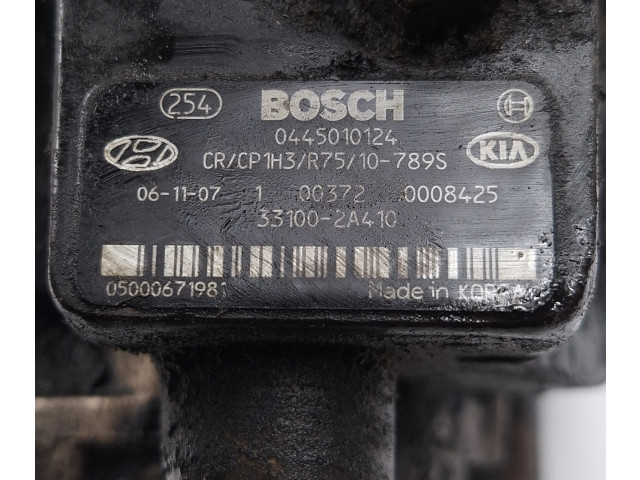 254 BOSCH
0445010124
CR/CP1H3/R75/10-789S KIA
06-11-07 1 00372 0008425
33100-2A410
05000671981 Made in KOREA